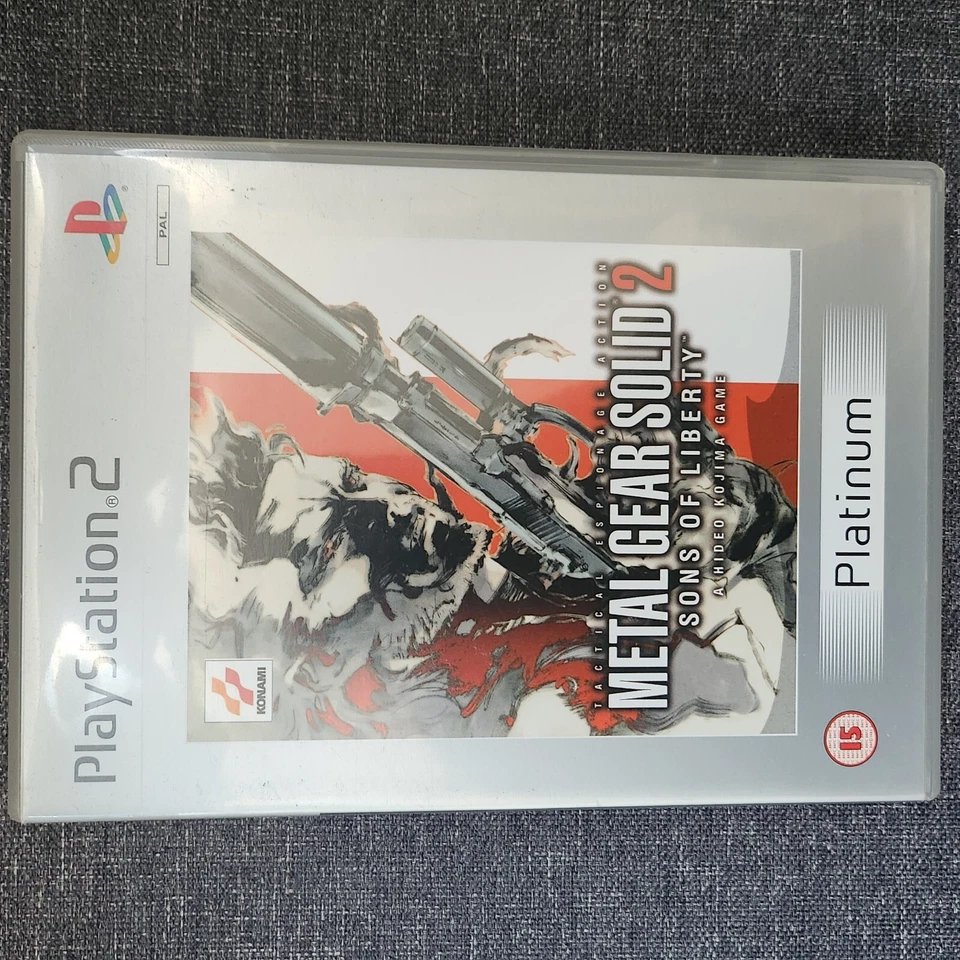 PlayStation®2
PAL
KONAMI
TACTICAL ESPIONAGE ACTION
METAL GEAR SOLID 2
SONS OF LIBERTY™
A HIDEO KOJIMA GAME
Platinum
15